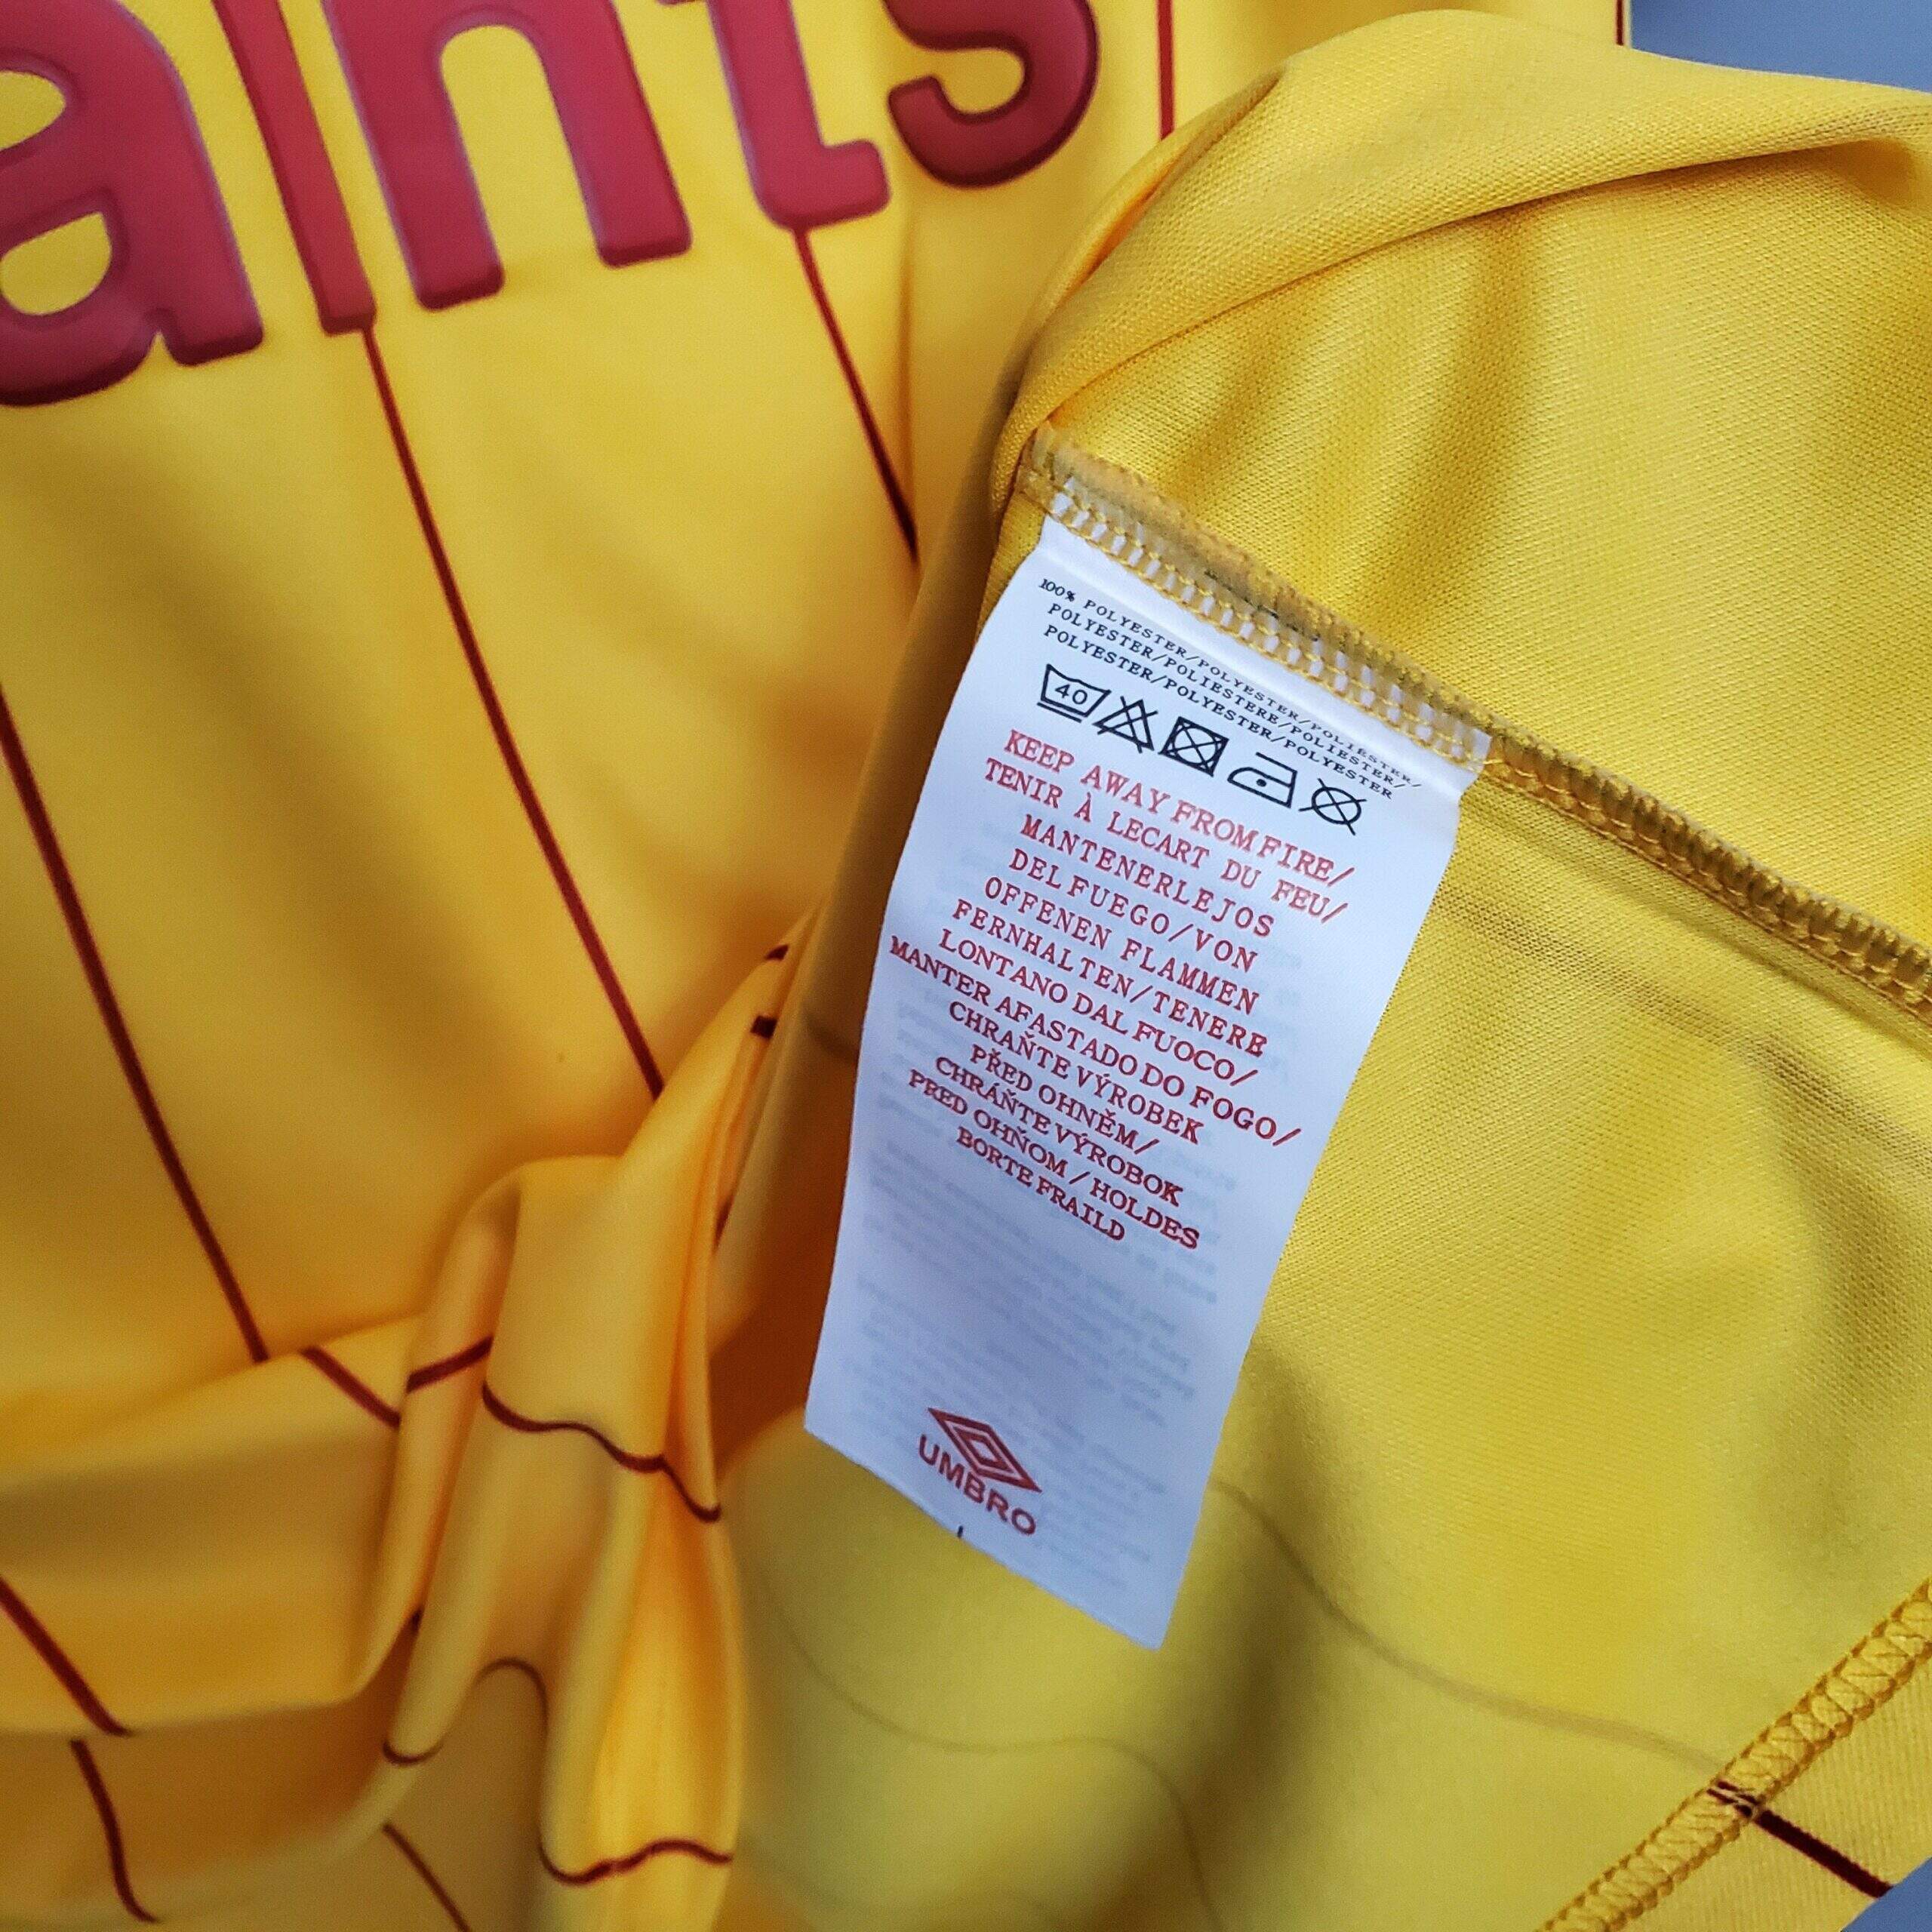 aints
100% POLYESTER/POLYESTER/POLIESTER/
POLYESTER/POLIESTERE/POLIESTER/
POLYESTER/POLYESTER/POLYESTER
40
KEEP AWAY FROM FIRE/
TENIR À LECART DU FEU/
MANTENERLEJOS
DEL FUEGO/VON
OFFENEN FLAMMEN
FERNHALTEN/TENERE
LONTANO DAL FUOCO/
MANTER AFASTADO DO FOGO/
CHRAŇTE VÝROBEK
PŘED OHNĚM/
CHRÁŇTE VÝROBOK
PRED OHŇOM/HOLDES
BORTE FRAILD
UMBRO